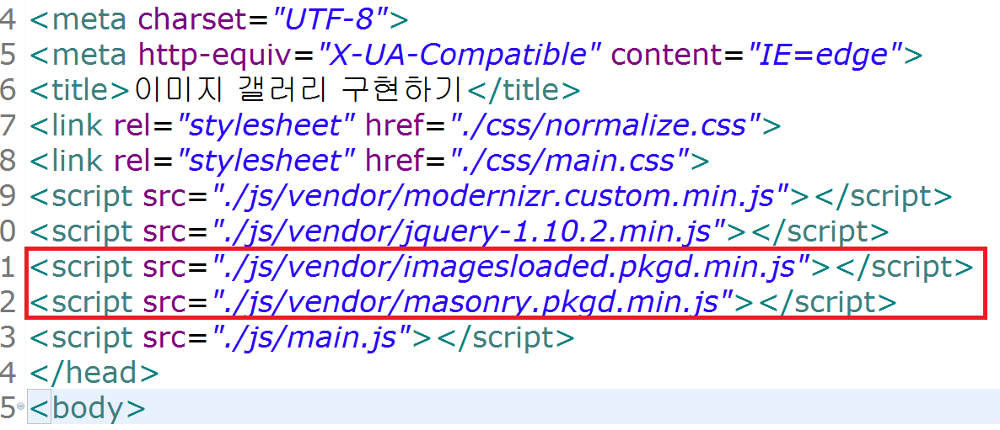 4 <meta charset="UTF-8">
5 <meta http-equiv="X-UA-Compatible" content="IE=edge">
6 <title>이미지 갤러리 구현하기</title>
7 <link rel="stylesheet" href="./css/normalize.css">
8 <link rel="stylesheet" href="./css/main.css">
9 <script src="./js/vendor/modernizr.custom.min.js"></script>
0 <script src="./js/vendor/jquery-1.10.2.min.js"></script>
1 <script src="./js/vendor/imagesloaded.pkgd.min.js"></script>
2 <script src="./js/vendor/masonry.pkgd.min.js"></script>
3 <script src="./js/main.js"></script>
4 </head>
5 <body>